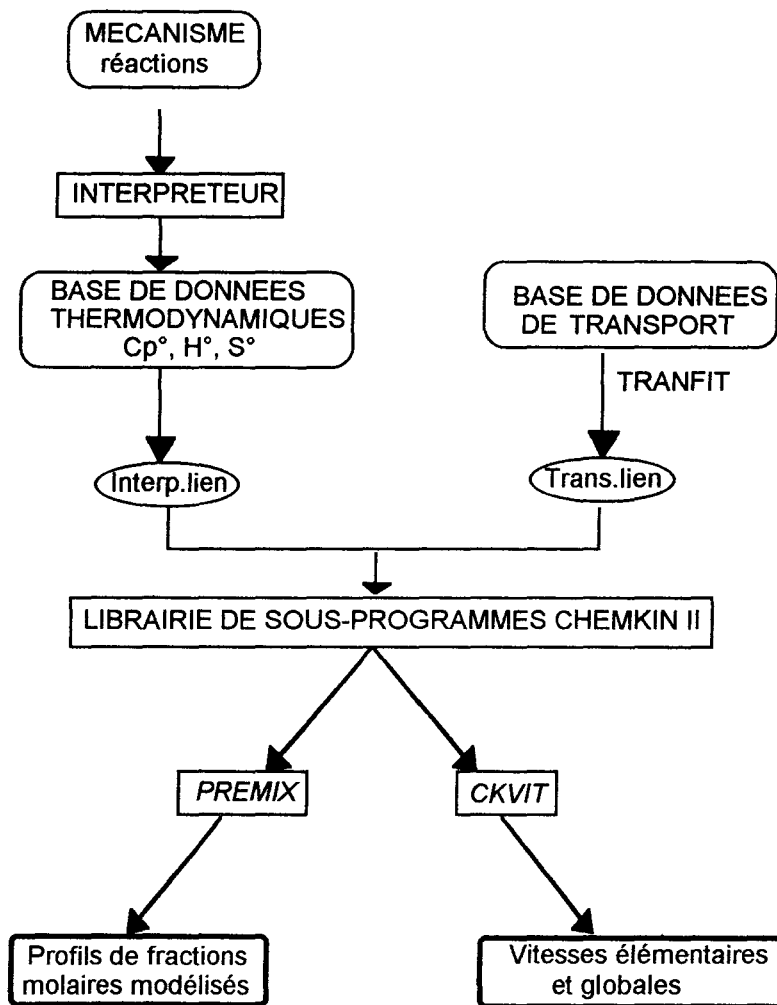 MECANISME
réactions
INTERPRETEUR
BASE DE DONNEES
THERMODYNAMIQUES
Cp°, H°, S°
BASE DE DONNEES
DE TRANSPORT
TRANFIT
Interp.lien
Trans.lien
LIBRAIRIE DE SOUS-PROGRAMMES CHEMKIN II
PREMIX
CKVIT
Profils de fractions
molaires modélisés
Vitesses élémentaires
et globales